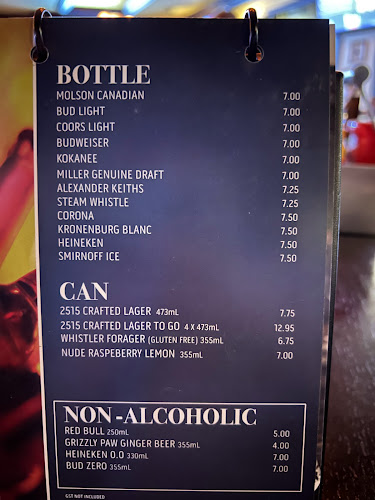 BOTTLE
MOLSON CANADIAN 7.00
BUD LIGHT 7.00
COORS LIGHT 7.00
BUDWEISER 7.00
KOKANEE 7.00
MILLER GENUINE DRAFT 7.00
ALEXANDER KEITHS 7.25
STEAM WHISTLE 7.25
CORONA 7.50
KRONENBURG BLANC 7.50
HEINEKEN 7.50
SMIRNOFF ICE 7.50
CAN
2515 CRAFTED LAGER 473mL 7.75
2515 CRAFTED LAGER TO GO 4 X 473mL 12.95
WHISTLER FORAGER (GLUTEN FREE) 355mL 6.75
NUDE RASPEBERRY LEMON 355mL 7.00
NON-ALCOHOLIC
RED BULL 250mL 5.00
GRIZZLY PAW GINGER BEER 355mL 4.00
HEINEKEN 0.0 330mL 7.00
BUD ZERO 355mL 7.00
GST NOT INCLUDED